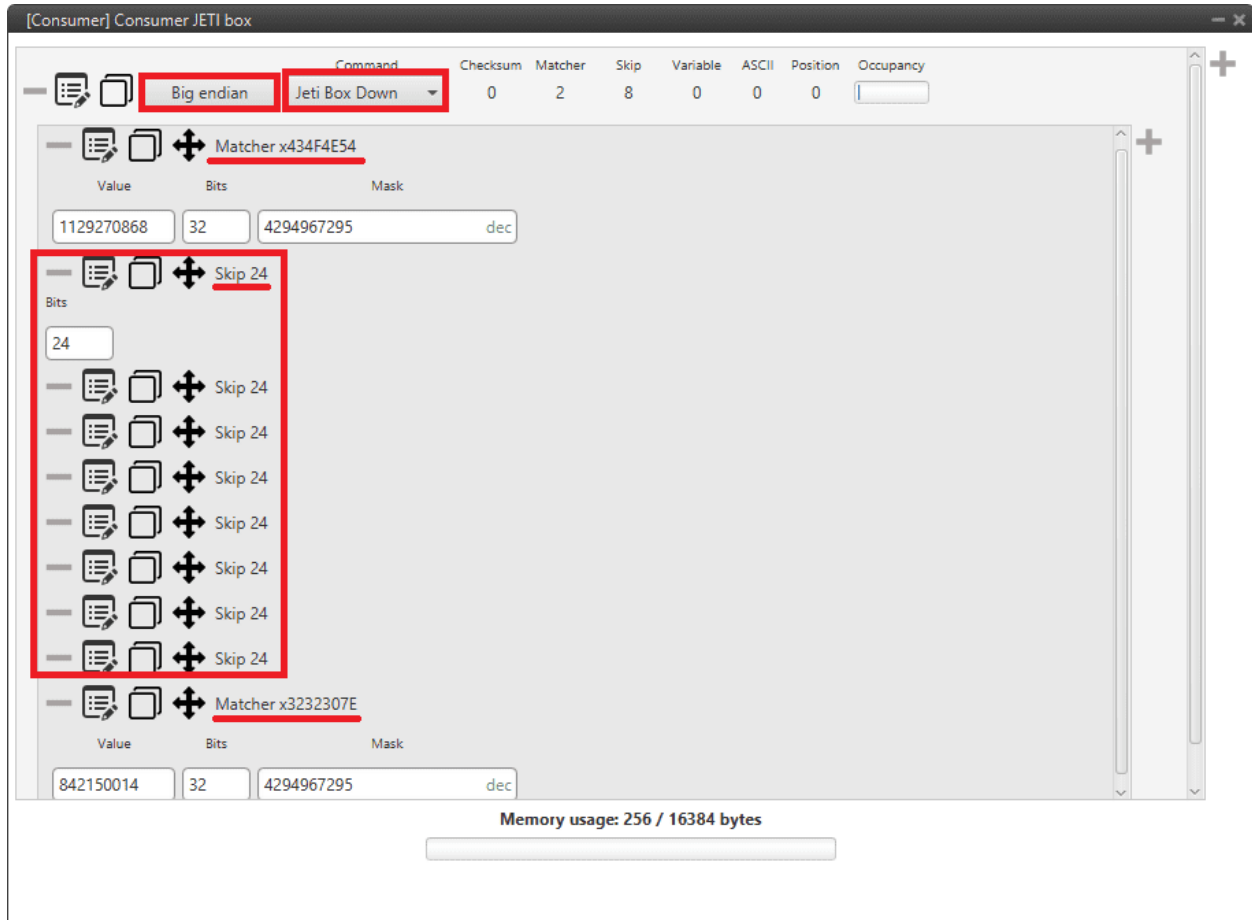 [Consumer] Consumer JETI box
Command Checksum Matcher Skip Variable ASCII Position Occupancy
Big endian Jeti Box Down 0 2 8 0 0 0
Matcher x434F4E54
Value Bits Mask
1129270868 32 4294967295 dec
Skip 24
Bits
24
Skip 24
Skip 24
Skip 24
Skip 24
Skip 24
Skip 24
Skip 24
Matcher x3232307E
Value Bits Mask
842150014 32 4294967295 dec
Memory usage: 256 / 16384 bytes